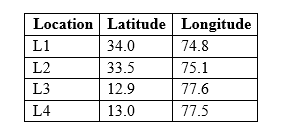 Location Latitude Longitude
L1 34.0 74.8
L2 33.5 75.1
L3 12.9 77.6
L4 13.0 77.5